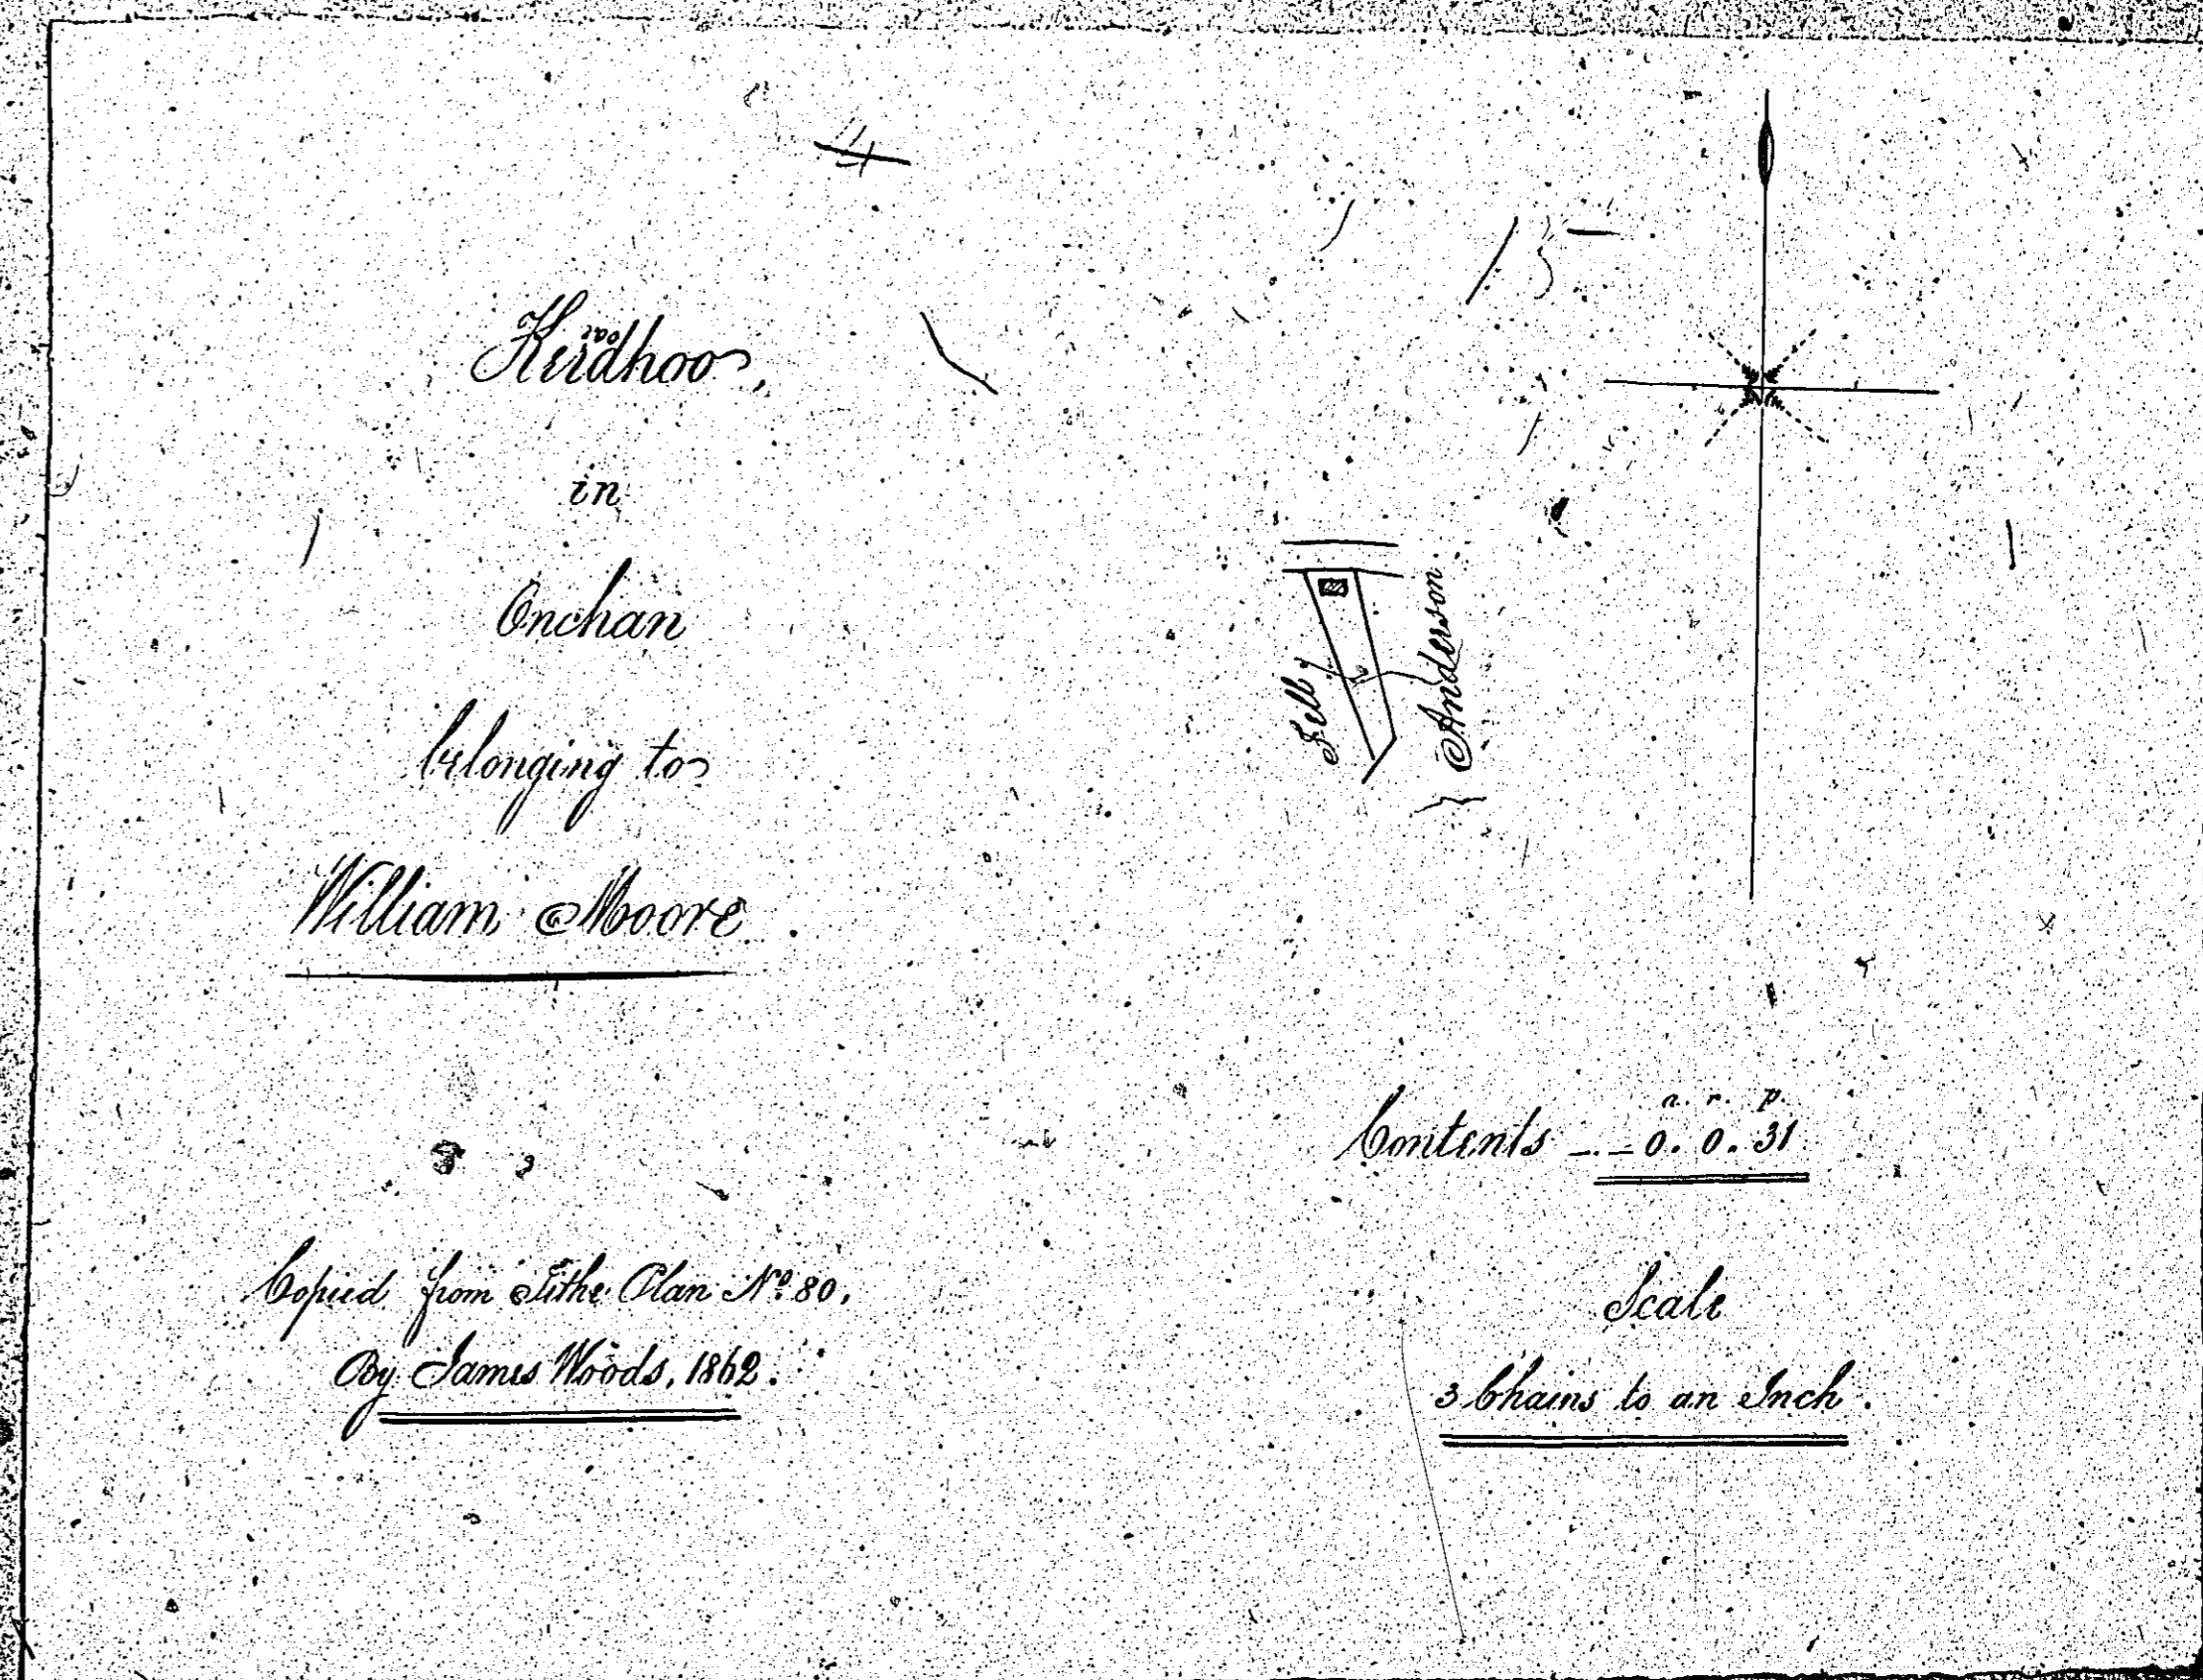 4
15
Keirdhoo,
in
Onchan
belonging to
William Moore.
Fell
Anderson
a. r. p.
Contents -- 0. 0. 31
Copied from Tithe Plan No. 80,
By James Woods, 1862.
Scale
3 Chains to an Inch.